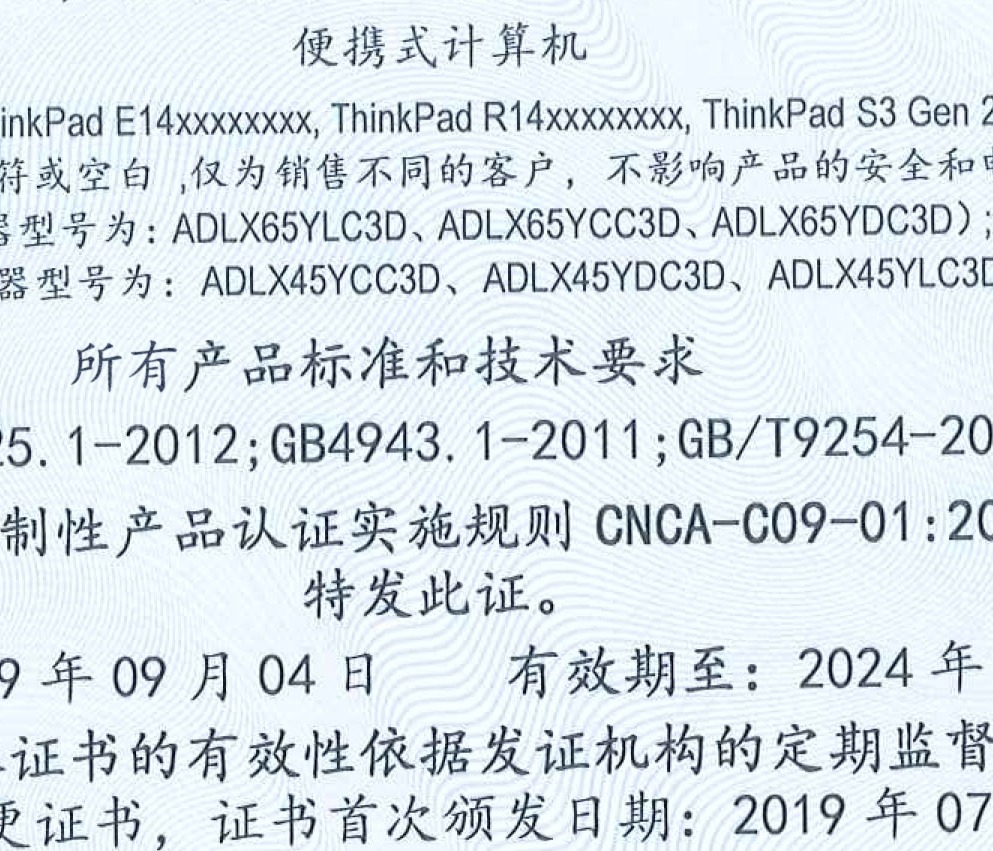 便携式计算机
inkPad E14xxxxxxxx, ThinkPad R14xxxxxxxx, ThinkPad S3 Gen 2
符或空白 ,仅为销售不同的客户，不影响产品的安全和电
器型号为：ADLX65YLC3D、ADLX65YCC3D、ADLX65YDC3D）；
器型号为：ADLX45YCC3D、ADLX45YDC3D、ADLX45YLC3D
所有产品标准和技术要求
25.1-2012;GB4943.1-2011;GB/T9254-20
制性产品认证实施规则 CNCA-C09-01:20
特发此证。
9 年 09 月 04 日 有效期至：2024 年
证书的有效性依据发证机构的定期监督
更证书，证书首次颁发日期：2019 年 07